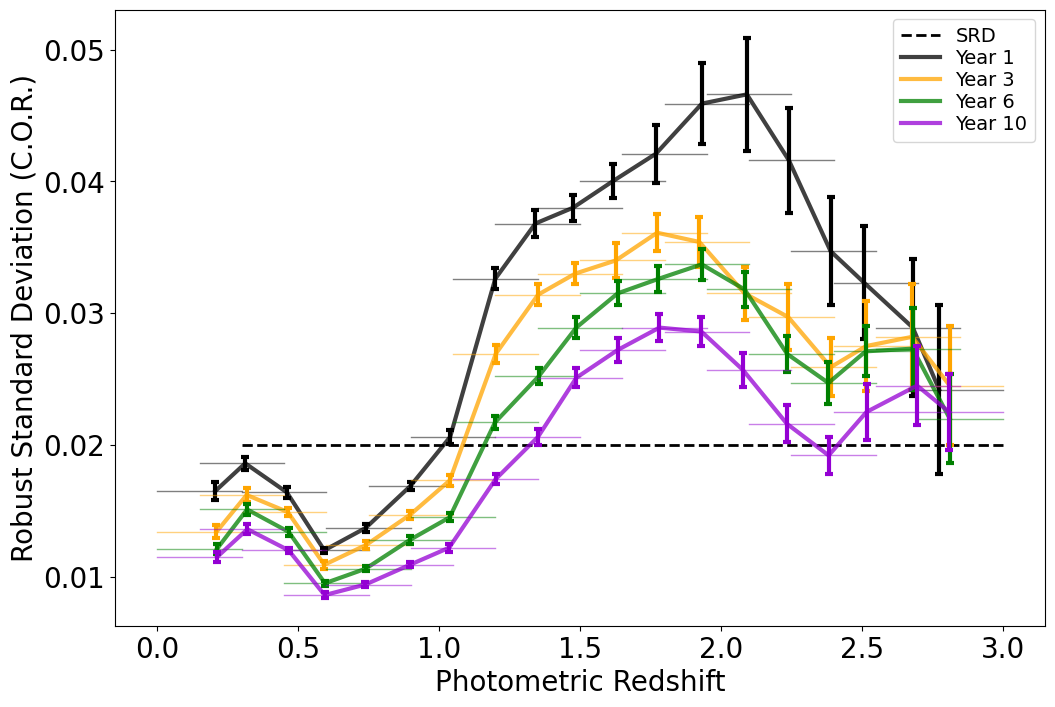 Robust Standard Deviation (C.O.R.)
0.05
0.04
0.03
0.02
0.01
SRD
Year 1
Year 3
Year 6
Year 10
0.0 0.5 1.0 1.5 2.0 2.5 3.0
Photometric Redshift